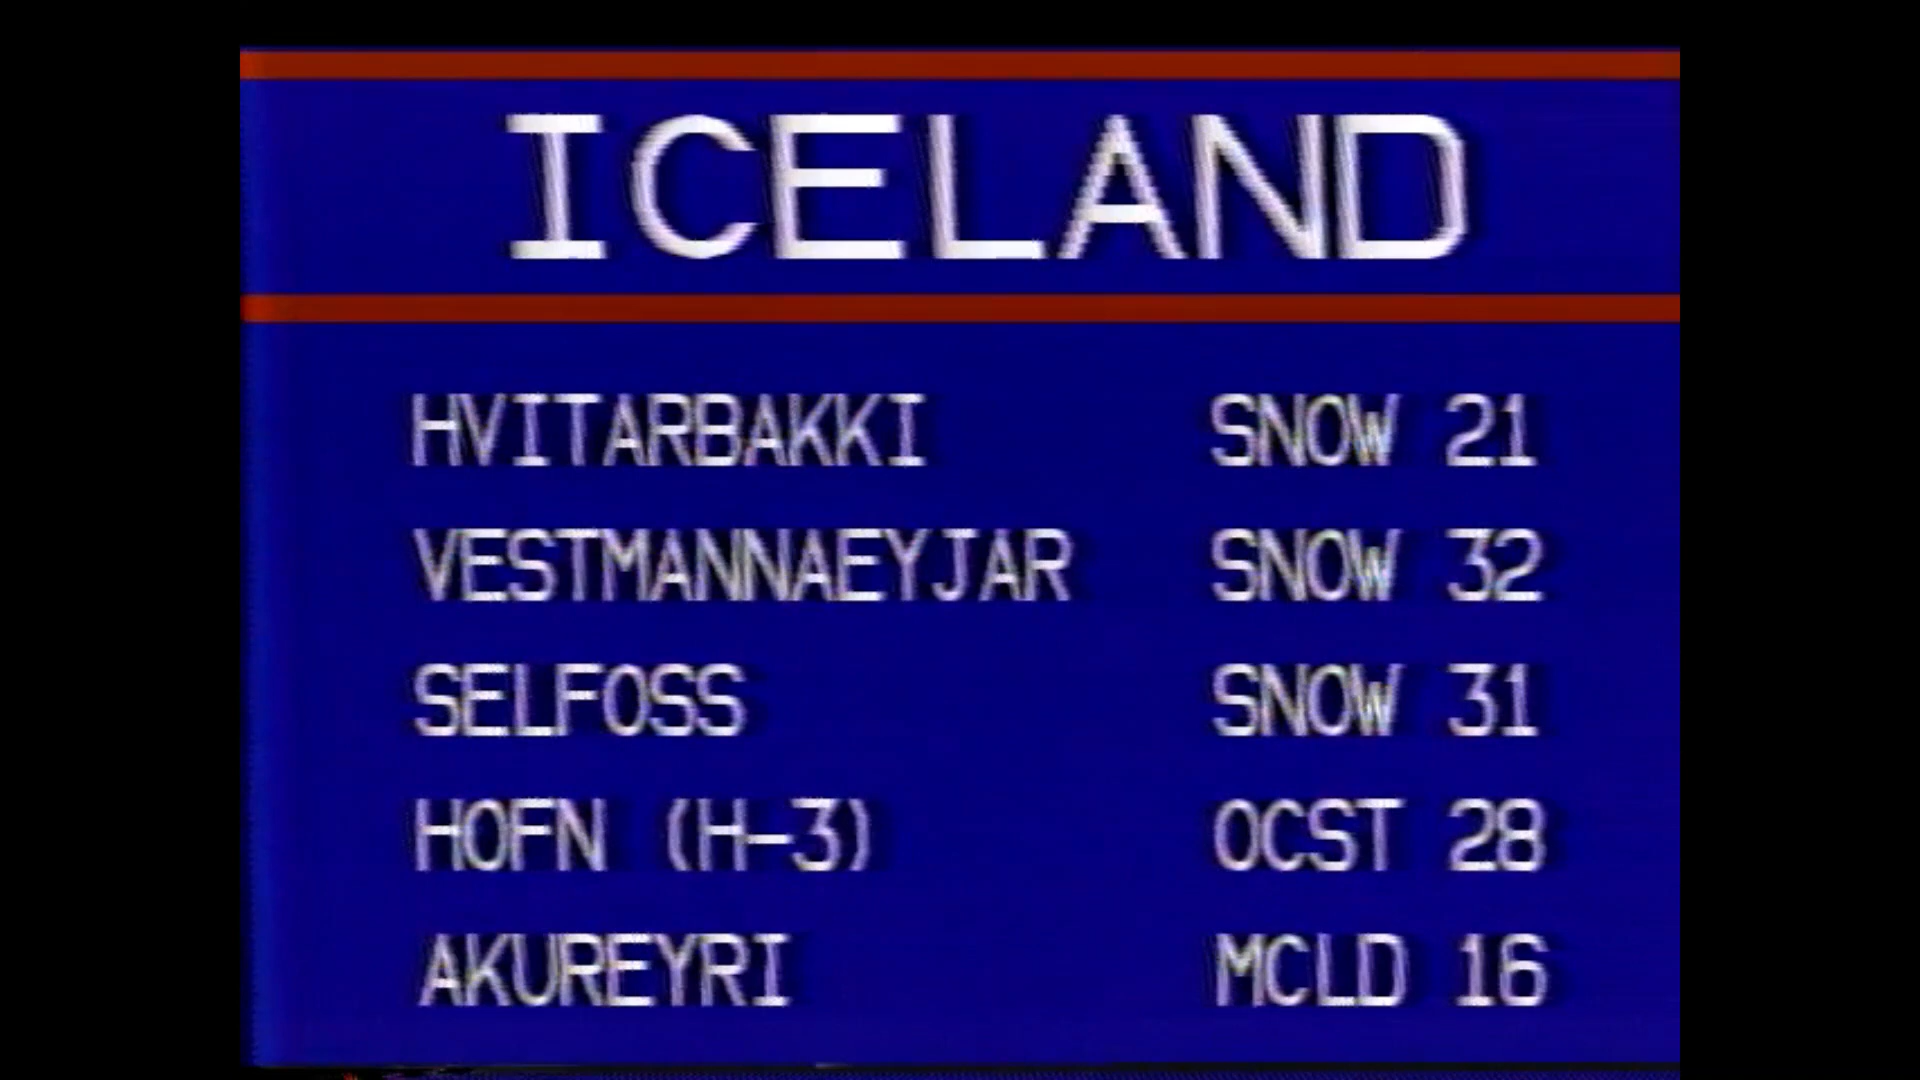 ICELAND
HVITARBAKKI SNOW 21
VESTMANNAEYJAR SNOW 32
SELFOSS SNOW 31
HOFN (H-3) OCST 28
AKUREYRI MCLD 16